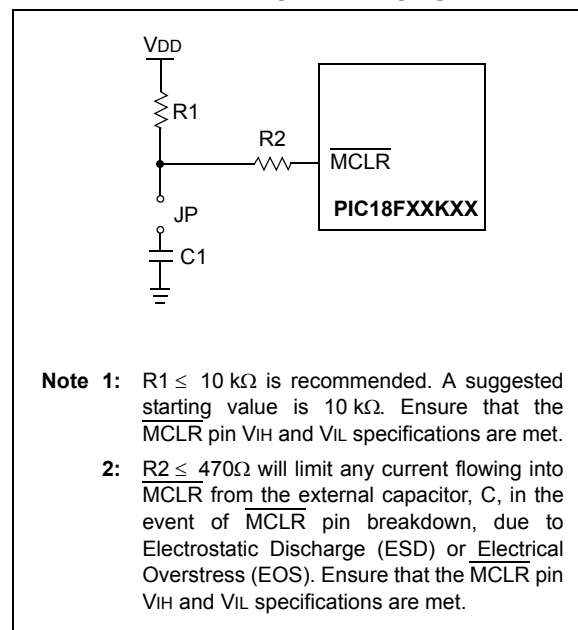 VDD
R1
R2
MCLR
PIC18FXXKXX
JP
C1
Note 1: R1 ≤ 10 kΩ is recommended. A suggested
starting value is 10 kΩ. Ensure that the
MCLR pin VIH and VIL specifications are met.
2: R2 ≤ 470Ω will limit any current flowing into
MCLR from the external capacitor, C, in the
event of MCLR pin breakdown, due to
Electrostatic Discharge (ESD) or Electrical
Overstress (EOS). Ensure that the MCLR pin
VIH and VIL specifications are met.